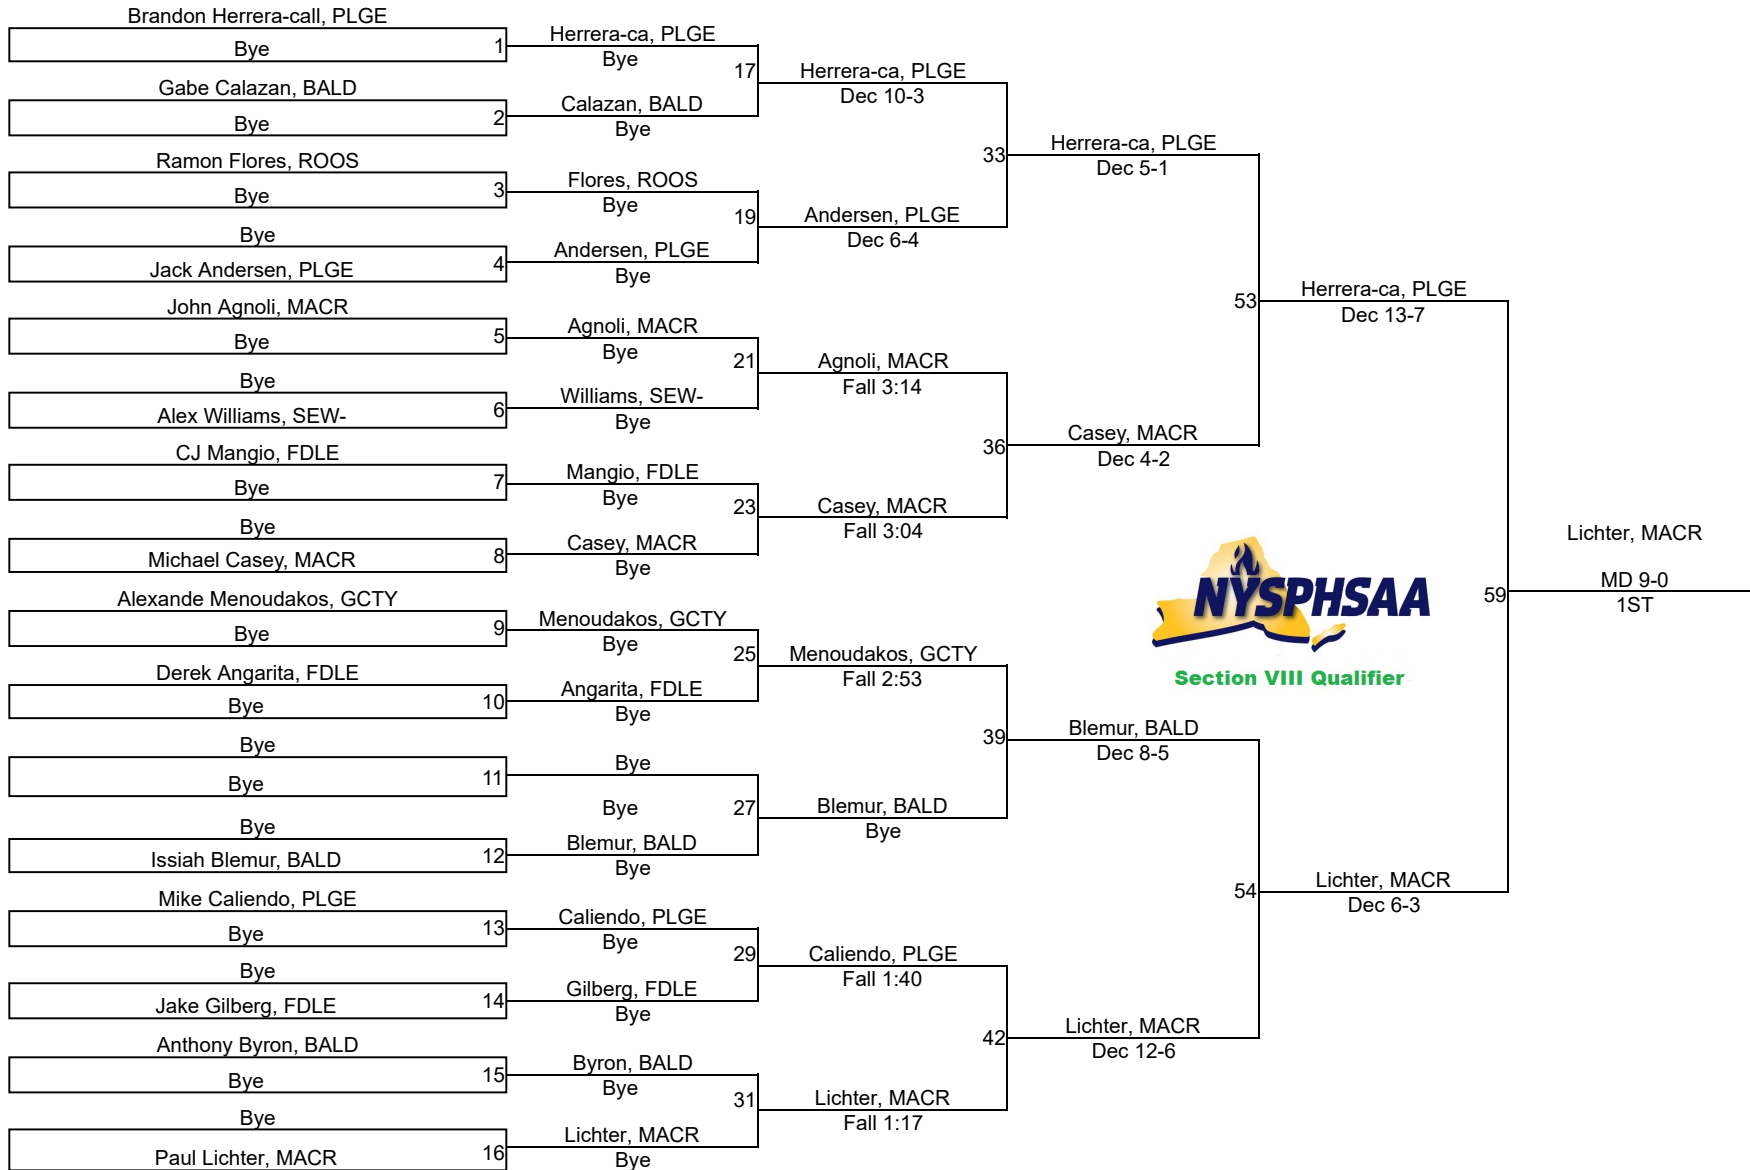 Brandon Herrera-call, PLGE
Bye
1
Gabe Calazan, BALD
Bye
2
Ramon Flores, ROOS
Bye
3
Bye
Jack Andersen, PLGE
4
John Agnoli, MACR
Bye
5
Bye
Alex Williams, SEW-
6
CJ Mangio, FDLE
Bye
7
Bye
Michael Casey, MACR
8
Alexande Menoudakos, GCTY
Bye
9
Derek Angarita, FDLE
Bye
10
Bye
Bye
11
Bye
Issiah Blemur, BALD
12
Mike Caliendo, PLGE
Bye
13
Bye
Jake Gilberg, FDLE
14
Anthony Byron, BALD
Bye
15
Bye
Paul Lichter, MACR
16
Herrera-ca, PLGE
Bye
17
Calazan, BALD
Bye
Flores, ROOS
Bye
19
Andersen, PLGE
Bye
Agnoli, MACR
Bye
21
Williams, SEW-
Bye
Mangio, FDLE
Bye
23
Casey, MACR
Bye
Menoudakos, GCTY
Bye
25
Angarita, FDLE
Bye
Bye
Bye
27
Blemur, BALD
Bye
Caliendo, PLGE
Bye
29
Gilberg, FDLE
Bye
Byron, BALD
Bye
31
Lichter, MACR
Bye
Herrera-ca, PLGE
Dec 10-3
33
Andersen, PLGE
Dec 6-4
Agnoli, MACR
Fall 3:14
36
Casey, MACR
Fall 3:04
Menoudakos, GCTY
Fall 2:53
39
Blemur, BALD
Bye
Caliendo, PLGE
Fall 1:40
42
Lichter, MACR
Fall 1:17
Herrera-ca, PLGE
Dec 5-1
53
Casey, MACR
Dec 4-2
NYSPHSAA
Section VIII Qualifier
Blemur, BALD
Dec 8-5
54
Lichter, MACR
Dec 12-6
Herrera-ca, PLGE
Dec 13-7
59
Lichter, MACR
Dec 6-3
Lichter, MACR
MD 9-0
1ST